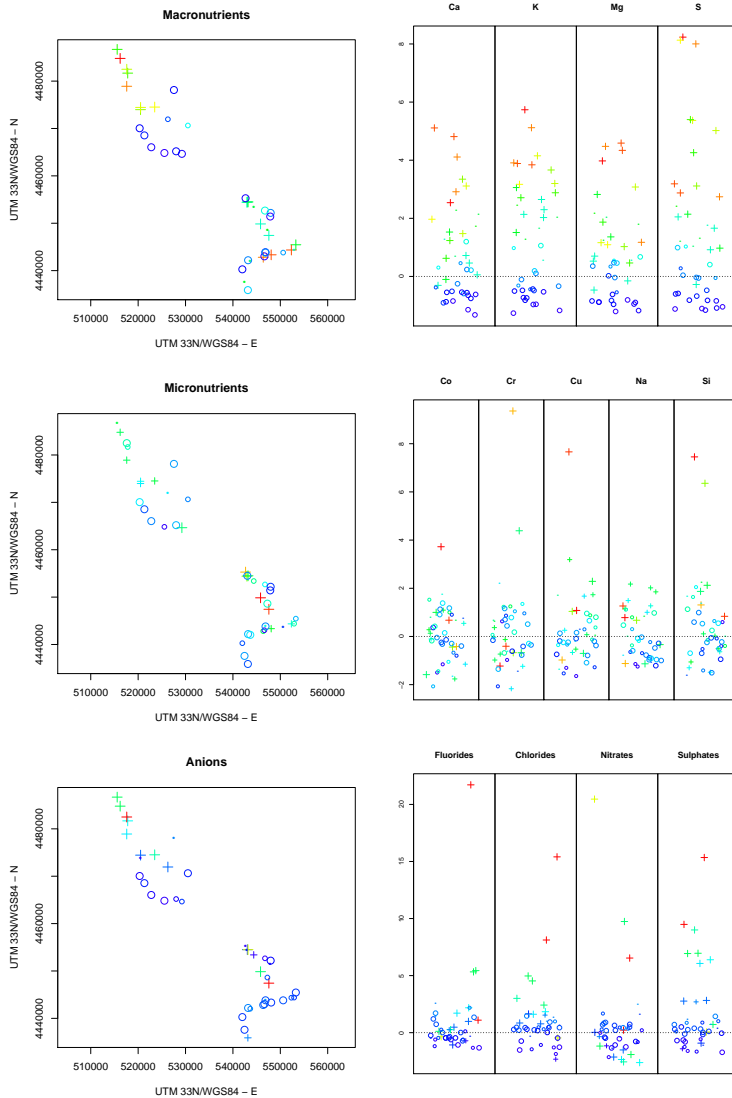 Macronutrients
UTM 33N/WGS84 − N
4440000 4460000 4480000
510000 520000 530000 540000 550000 560000
UTM 33N/WGS84 − E
Ca K Mg S
8
6
4
2
0
Micronutrients
UTM 33N/WGS84 − N
4440000 4460000 4480000
510000 520000 530000 540000 550000 560000
UTM 33N/WGS84 − E
Co Cr Cu Na Si
8
6
4
2
0
−2
Anions
UTM 33N/WGS84 − N
4440000 4460000 4480000
510000 520000 530000 540000 550000 560000
UTM 33N/WGS84 − E
Fluorides Chlorides Nitrates Sulphates
20
15
10
5
0